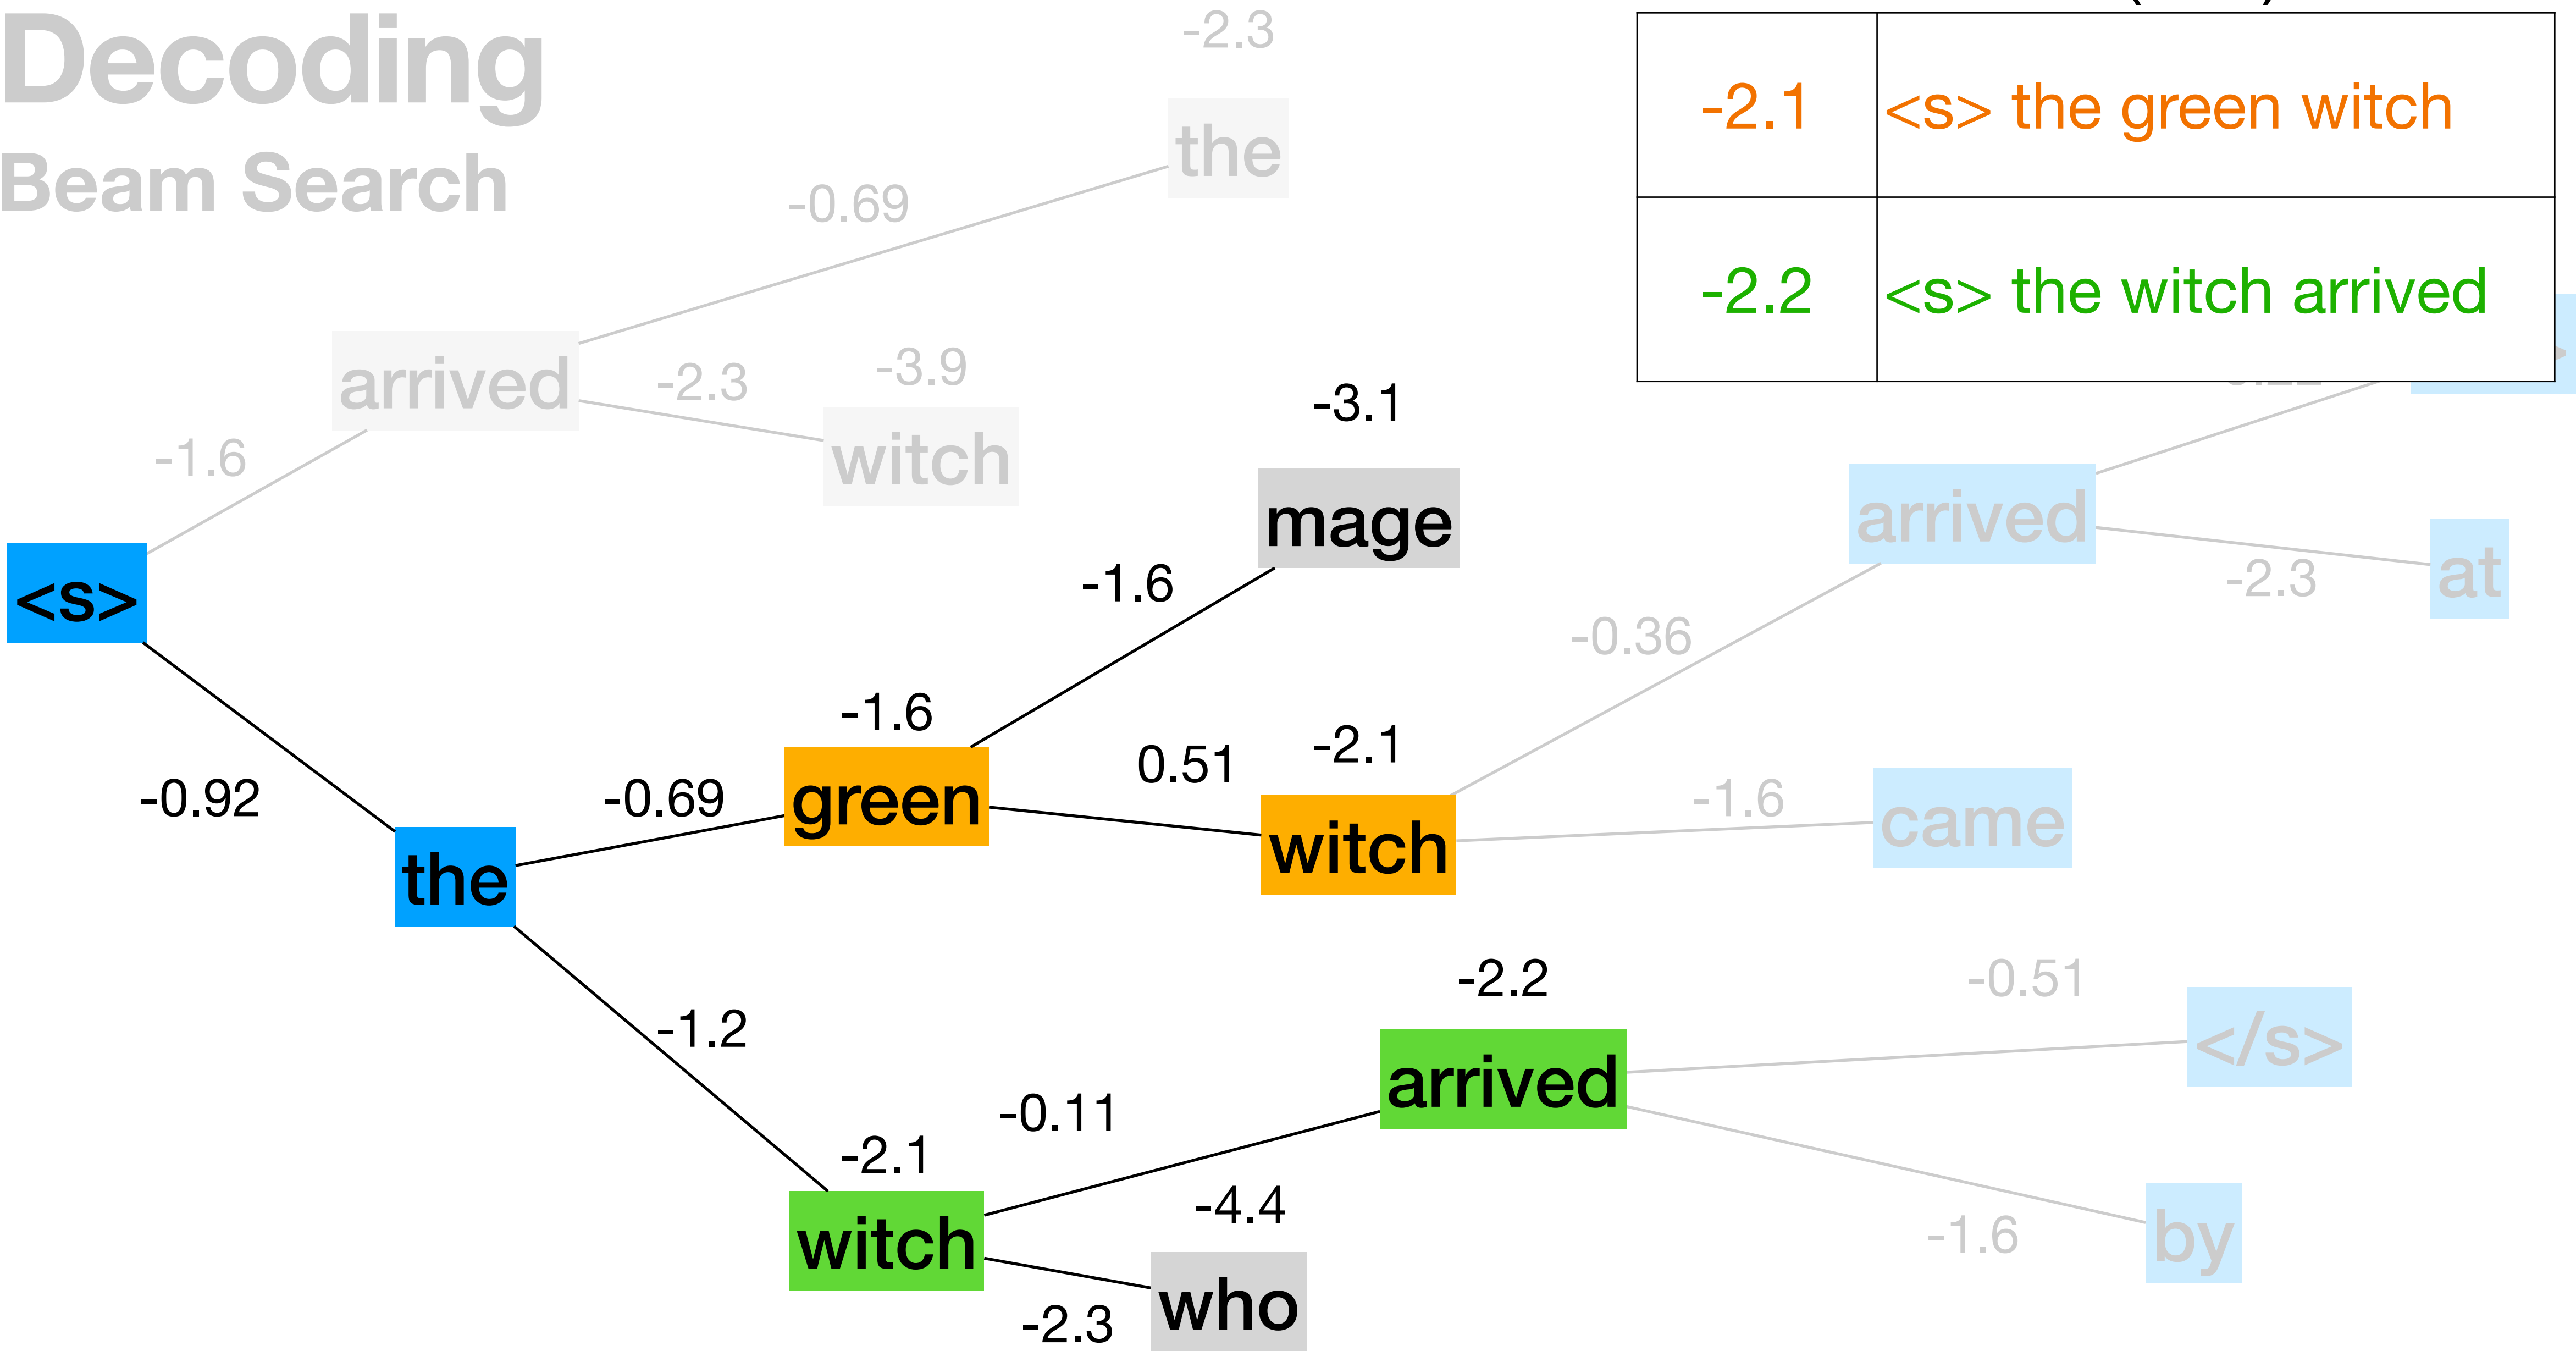 Decoding
Beam Search
-2.3
the
-0.69
-2.1 <s> the green witch
-2.2 <s> the witch arrived
arrived
-2.3
-3.9
witch
-1.6
-3.1
mage
-1.6
arrived
at
-2.3
<s>
-0.36
-0.92
the
-0.69
-1.6
green
0.51
-2.1
witch
-1.6
came
-1.2
-2.1
witch
-0.11
-2.2
arrived
-0.51
</s>
-4.4
who
-2.3
-1.6
by